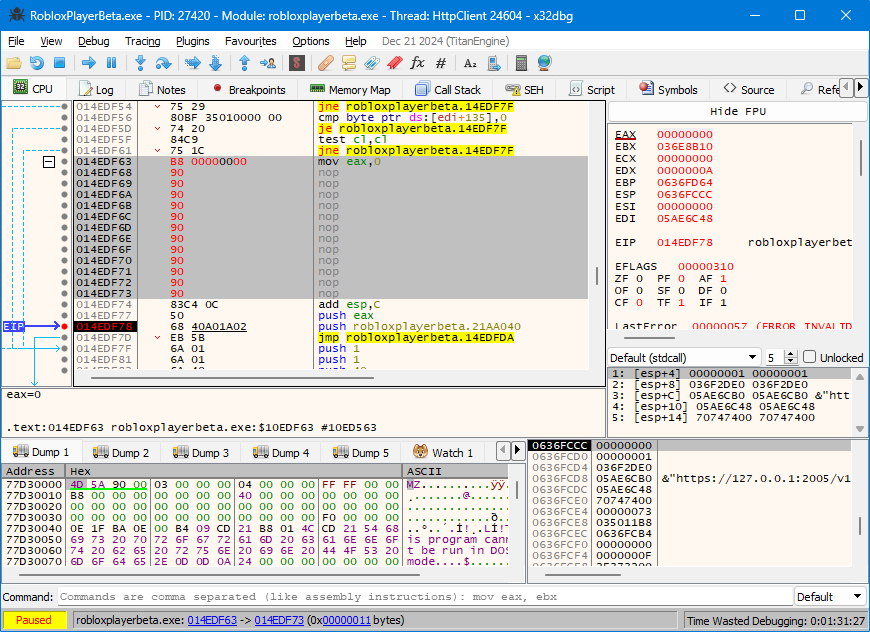 RobloxPlayerBeta.exe - PID: 27420 - Module: robloxplayerbeta.exe - Thread: HttpClient 24604 - x32dbg
File View Debug Tracing Plugins Favourites Options Help Dec 21 2024 (TitanEngine)
CPU Log Notes Breakpoints Memory Map Call Stack SEH Script Symbols Source Refe
014EDF54 75 29 jne robloxplayerbeta.14EDF7F
014EDF56 80BF 35010000 00 cmp byte ptr ds:[edi+135],0
014EDF5D 74 20 je robloxplayerbeta.14EDF7F
014EDF5F 84C9 test cl,cl
014EDF61 75 1C jne robloxplayerbeta.14EDF7F
014EDF63 B8 00000000 mov eax,0
014EDF68 90 nop
014EDF69 90 nop
014EDF6A 90 nop
014EDF6B 90 nop
014EDF6C 90 nop
014EDF6D 90 nop
014EDF6E 90 nop
014EDF6F 90 nop
014EDF70 90 nop
014EDF71 90 nop
014EDF72 90 nop
014EDF73 90 nop
014EDF74 83C4 0C add esp,C
014EDF77 50 push eax
EIP 014EDF78 68 40A01A02 push robloxplayerbeta.21AA040
014EDF7D EB 5B jmp robloxplayerbeta.14EDFDA
014EDF7F 6A 01 push 1
014EDF81 6A 01 push 1
Hide FPU
EAX 00000000
EBX 036E8B10
ECX 00000000
EDX 0000000A
EBP 0636FD64
ESP 0636FCCC
ESI 00000000
EDI 05AE6C48
EIP 014EDF78 robloxplayerbet
EFLAGS 00000310
ZF 0 PF 0 AF 1
OF 0 SF 0 DF 0
CF 0 TF 1 IF 1
LastError 00000057 (ERROR_INVALID
Default (stdcall) 5 Unlocked
1: [esp+4] 00000001 00000001
2: [esp+8] 036F2DE0 036F2DE0
3: [esp+C] 05AE6CB0 05AE6CB0 &"htt
4: [esp+10] 05AE6C48 05AE6C48
5: [esp+14] 70747400 70747400
eax=0
.text:014EDF63 robloxplayerbeta.exe:$10EDF63 #10ED563
Dump 1 Dump 2 Dump 3 Dump 4 Dump 5 Watch 1
Address Hex ASCII
77D30000 4D 5A 90 00 03 00 00 00 04 00 00 00 FF FF 00 00 MZ..........ÿÿ
77D30010 B8 00 00 00 00 00 00 00 40 00 00 00 00 00 00 00 ¸.......@.....
77D30020 00 00 00 00 00 00 00 00 00 00 00 00 00 00 00 00 ..............
77D30030 00 00 00 00 00 00 00 00 00 00 00 00 F0 00 00 00 ............ð.
77D30040 0E 1F BA 0E 00 B4 09 CD 21 B8 01 4C CD 21 54 68 ..º..´.Í!¸.LÍ!T
77D30050 69 73 20 70 72 6F 67 72 61 6D 20 63 61 6E 6E 6F is program cann
77D30060 74 20 62 65 20 72 75 6E 20 69 6E 20 44 4F 53 20 t be run in DOS
77D30070 6D 6F 64 65 2E 0D 0D 0A 24 00 00 00 00 00 00 00 mode....$......
0636FCCC 00000000
0636FCD0 00000001
0636FCD4 036F2DE0
0636FCD8 05AE6CB0 &"https://127.0.0.1:2005/v1
0636FCDC 05AE6C48
0636FCE0 70747400
0636FCE4 00000073
0636FCE8 035011B8
0636FCEC 0636FCB4
0636FCF0 00000000
0636FCF4 0000000F
Command: Commands are comma separated (like assembly instructions): mov eax, ebx Default
Paused robloxplayerbeta.exe: 014EDF63 -> 014EDF73 (0x00000011 bytes) Time Wasted Debugging: 0:01:31:27